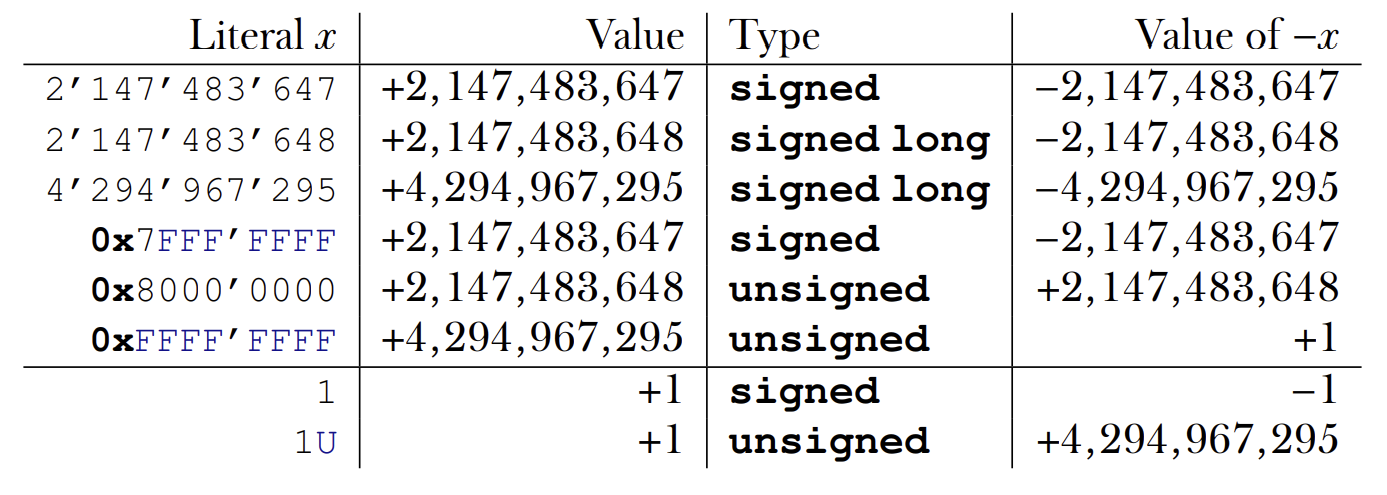 Literal x Value Type Value of −x
2′147′483′647 +2,147,483,647 signed −2,147,483,647
2′147′483′648 +2,147,483,648 signed long −2,147,483,648
4′294′967′295 +4,294,967,295 signed long −4,294,967,295
0x7FFF′FFFF +2,147,483,647 signed −2,147,483,647
0x8000′0000 +2,147,483,648 unsigned +2,147,483,648
0xFFFF′FFFF +4,294,967,295 unsigned +1
1 +1 signed −1
1U +1 unsigned +4,294,967,295